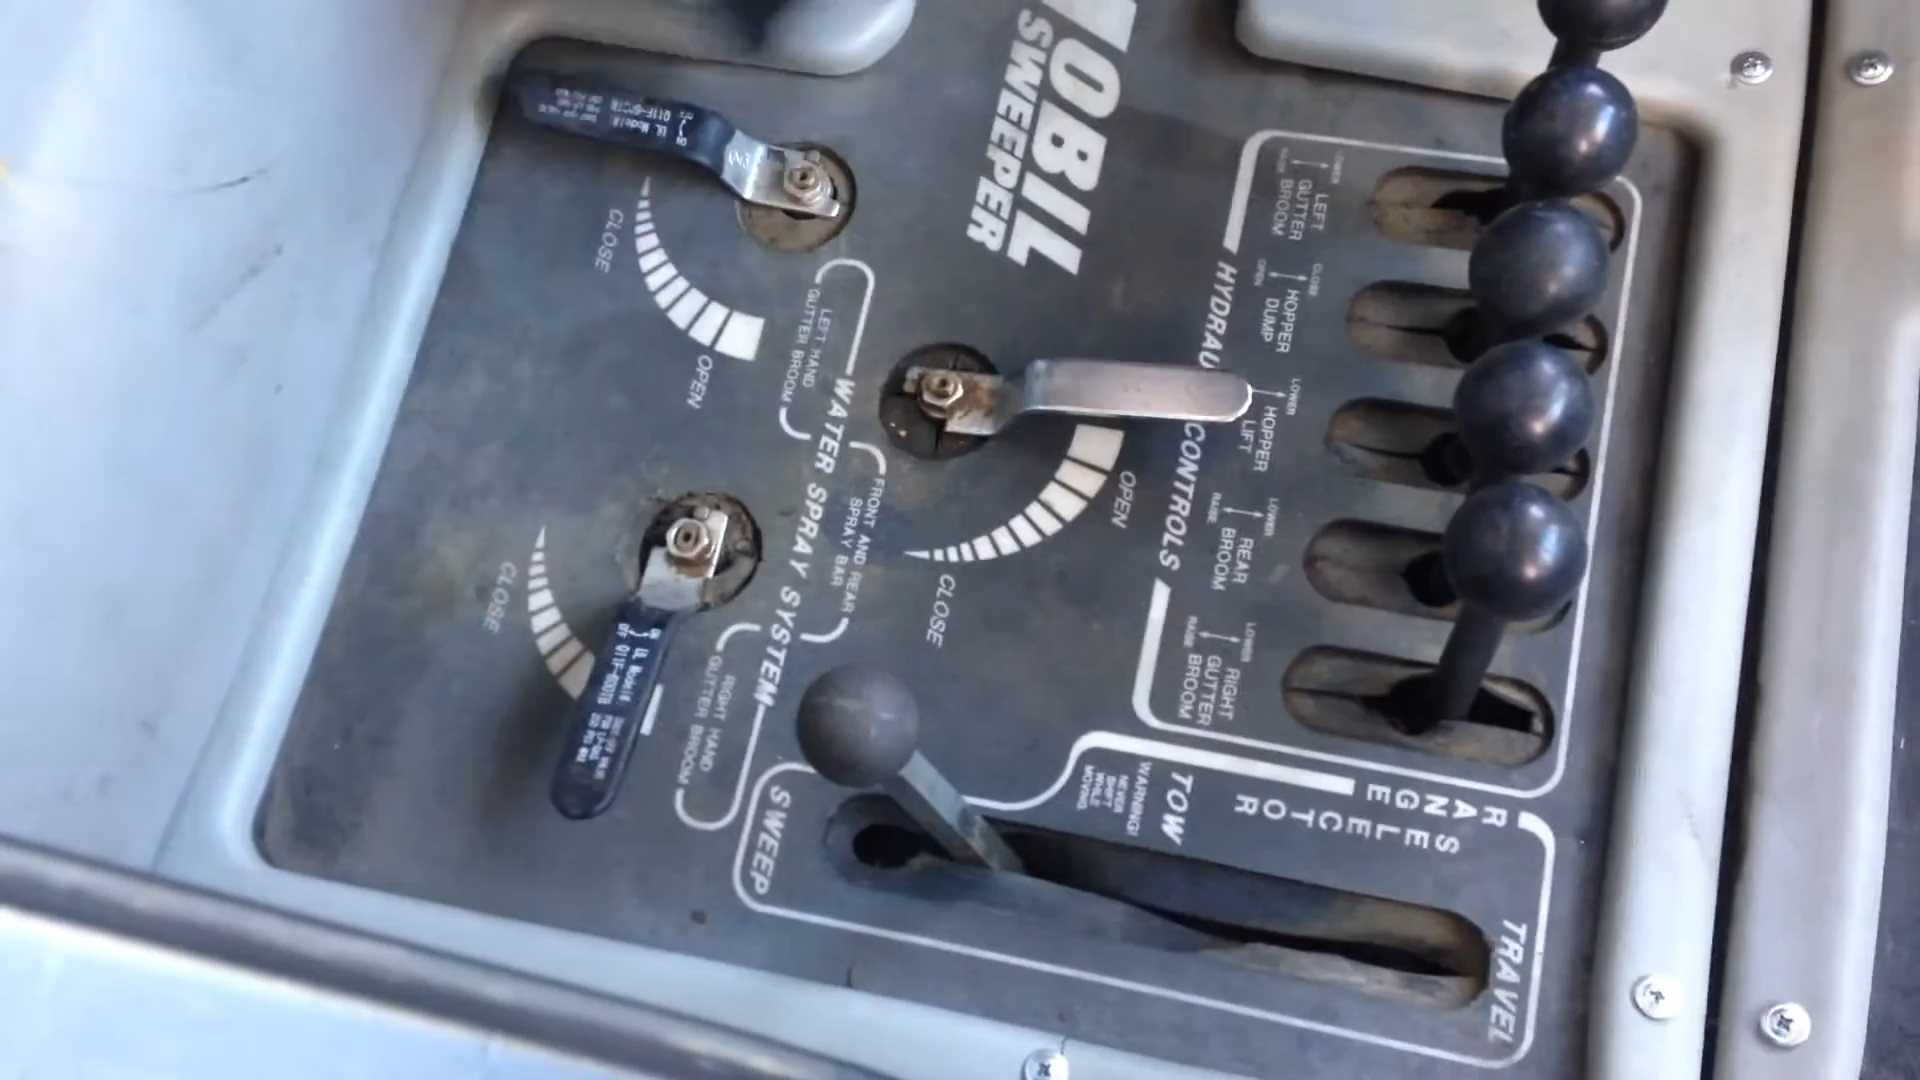 OBIL
SWEEPER
HYDRAU
CONTROLS
LOWER
RAISE
LEFT
GUTTER
BROOM
CLOSE
OPEN
HOPPER
DUMP
LOWER
HOPPER
LIFT
LOWER
RAISE
REAR
BROOM
LOWER
RAISE
RIGHT
GUTTER
BROOM
WATER SPRAY SYSTEM
LEFT HAND
GUTTER BROOM
CLOSE
OPEN
FRONT AND REAR
SPRAY BAR
OPEN
CLOSE
RIGHT HAND
GUTTER BROOM
CLOSE
RANGE
SELECTOR
SWEEP
TOW
WARNING!
NEVER
SHIFT
WHILE
MOVING
TRAVEL